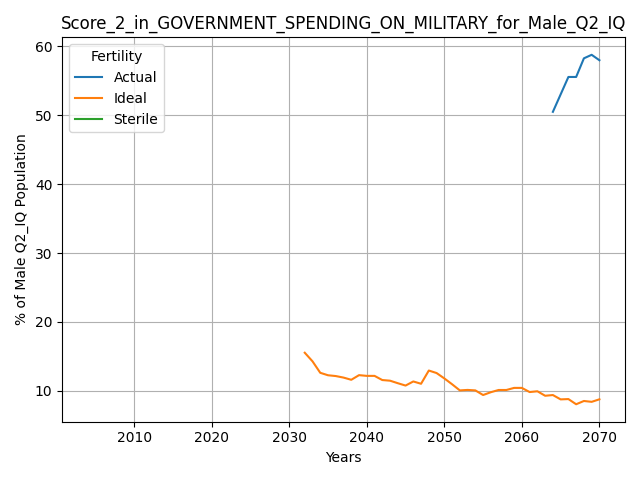 Score_2_in_GOVERNMENT_SPENDING_ON_MILITARY_for_Male_Q2_IQ
Fertility
Actual
Ideal
Sterile
% of Male Q2_IQ Population
60
50
40
30
20
10
2010 2020 2030 2040 2050 2060 2070
Years